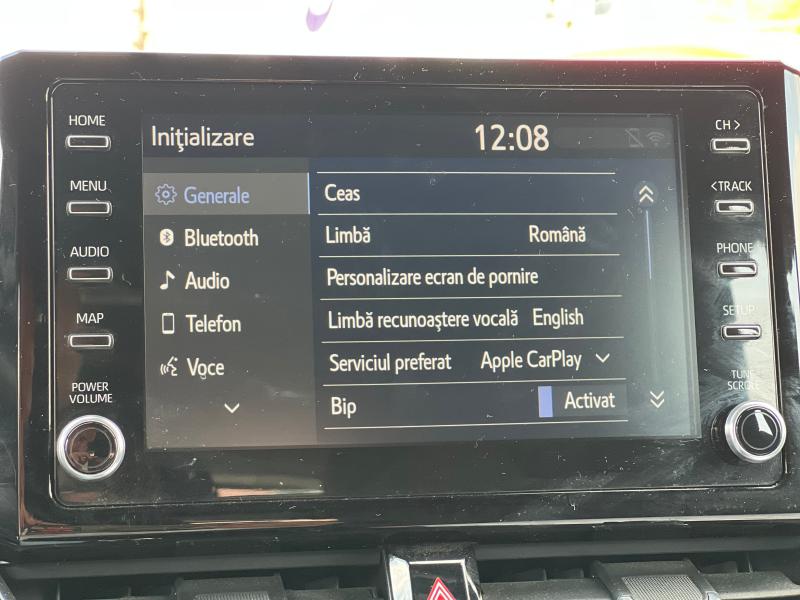 HOME
MENU
AUDIO
MAP
POWER
VOLUME
Iniţializare 12:08
Generale
Bluetooth
Audio
Telefon
Voce
Ceas
Limbă Română
Personalizare ecran de pornire
Limbă recunoaştere vocală English
Serviciul preferat Apple CarPlay
Bip Activat
CH >
< TRACK
PHONE
SETUP
TUNE
SCROLL